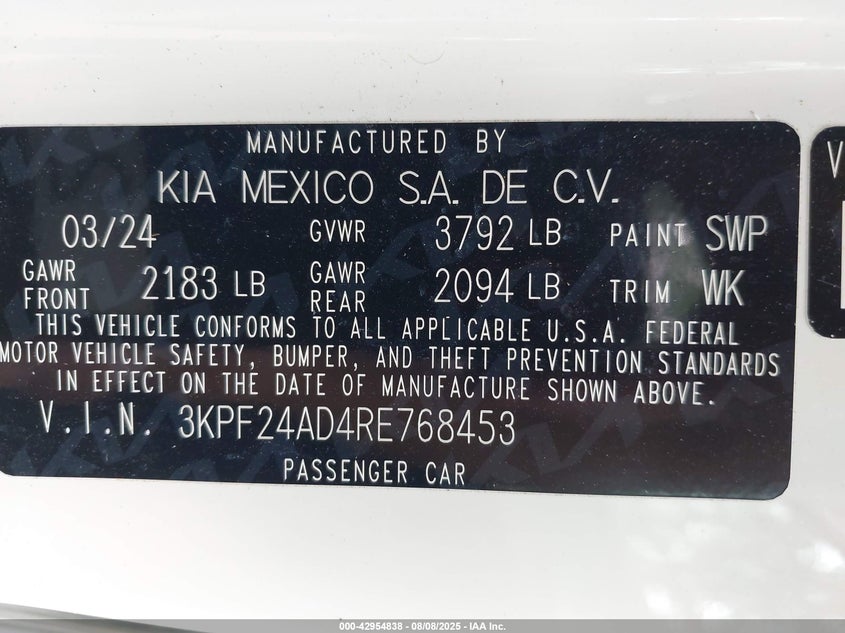 MANUFACTURED BY
KIA MEXICO S.A. DE C.V.
03/24 GVWR 3792 LB PAINT SWP
GAWR FRONT 2183 LB GAWR REAR 2094 LB TRIM WK
THIS VEHICLE CONFORMS TO ALL APPLICABLE U.S.A. FEDERAL
MOTOR VEHICLE SAFETY, BUMPER, AND THEFT PREVENTION STANDARDS
IN EFFECT ON THE DATE OF MANUFACTURE SHOWN ABOVE.
V.I.N. 3KPF24AD4RE768453
PASSENGER CAR
V
000-42954838 - 08/08/2025 - IAA Inc.